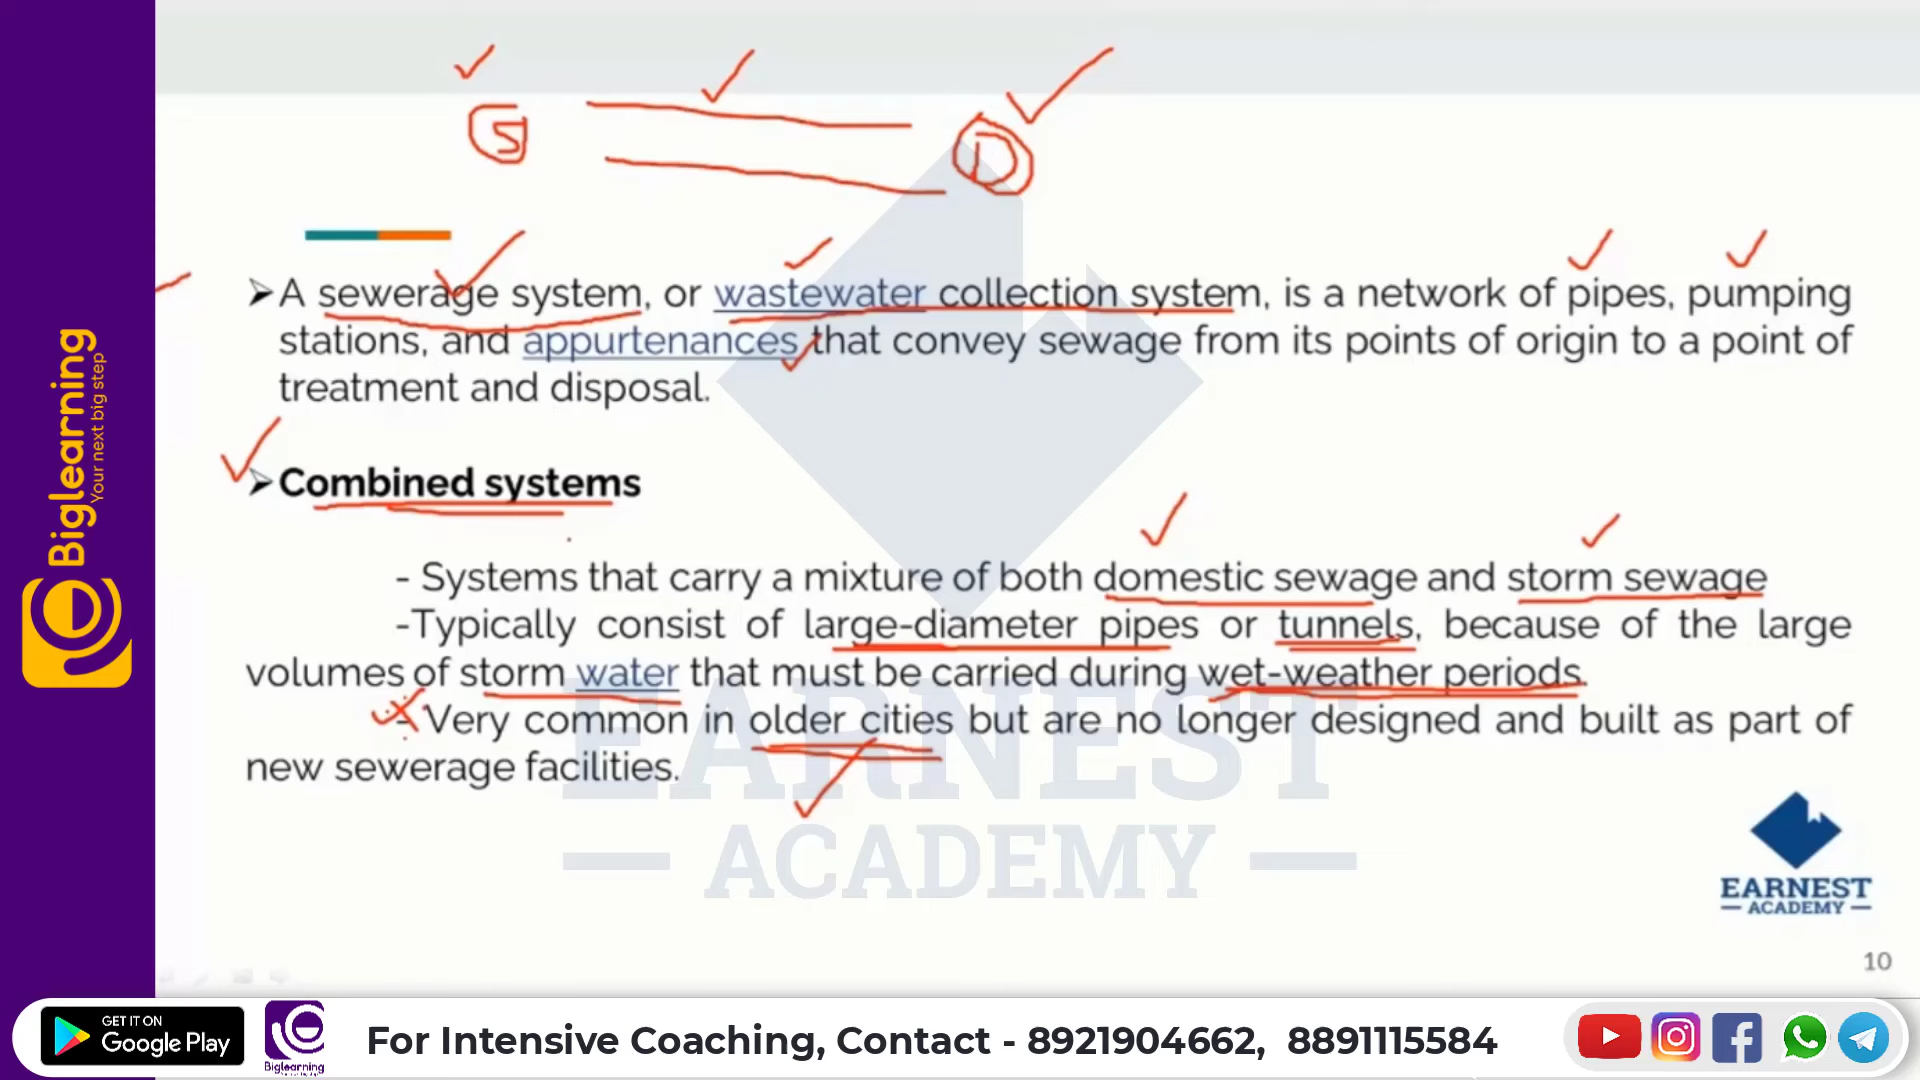 S
D
➢A sewerage system, or wastewater collection system, is a network of pipes, pumping
stations, and appurtenances that convey sewage from its points of origin to a point of
treatment and disposal.
➢Combined systems
- Systems that carry a mixture of both domestic sewage and storm sewage
-Typically consist of large-diameter pipes or tunnels, because of the large
volumes of storm water that must be carried during wet-weather periods.
- Very common in older cities but are no longer designed and built as part of
new sewerage facilities.
EARNEST
ACADEMY
EARNEST
ACADEMY
10
Biglearning
Your next big step
GET IT ON
Google Play
Biglearning
For Intensive Coaching, Contact - 8921904662, 8891115584